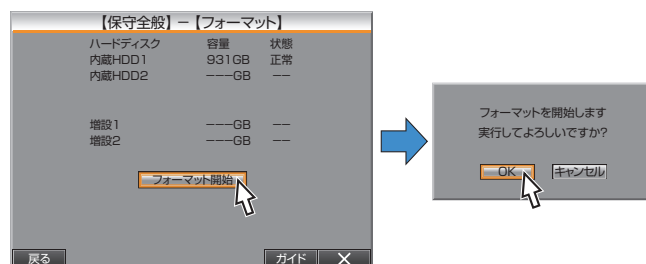 【保守全般】－【フォーマット】
ハードディスク 容量 状態
内蔵HDD1 931GB 正常
内蔵HDD2 −−−GB −−
増設1 −−−GB −−
増設2 −−−GB −−
フォーマット開始
戻る ガイド ×
フォーマットを開始します
実行してよろしいですか?
OK キャンセル